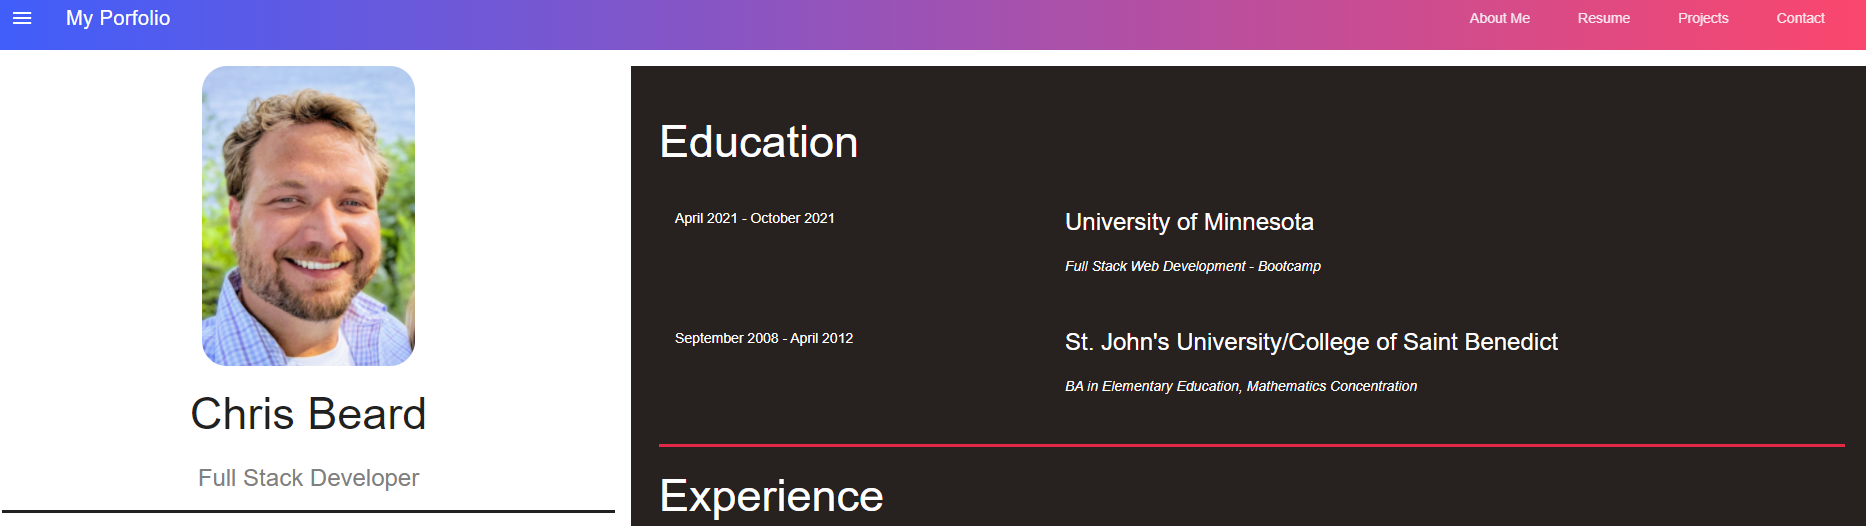 My Porfolio
About Me
Resume
Projects
Contact
Chris Beard
Full Stack Developer
Education
April 2021 - October 2021
University of Minnesota
Full Stack Web Development - Bootcamp
September 2008 - April 2012
St. John's University/College of Saint Benedict
BA in Elementary Education, Mathematics Concentration
Experience